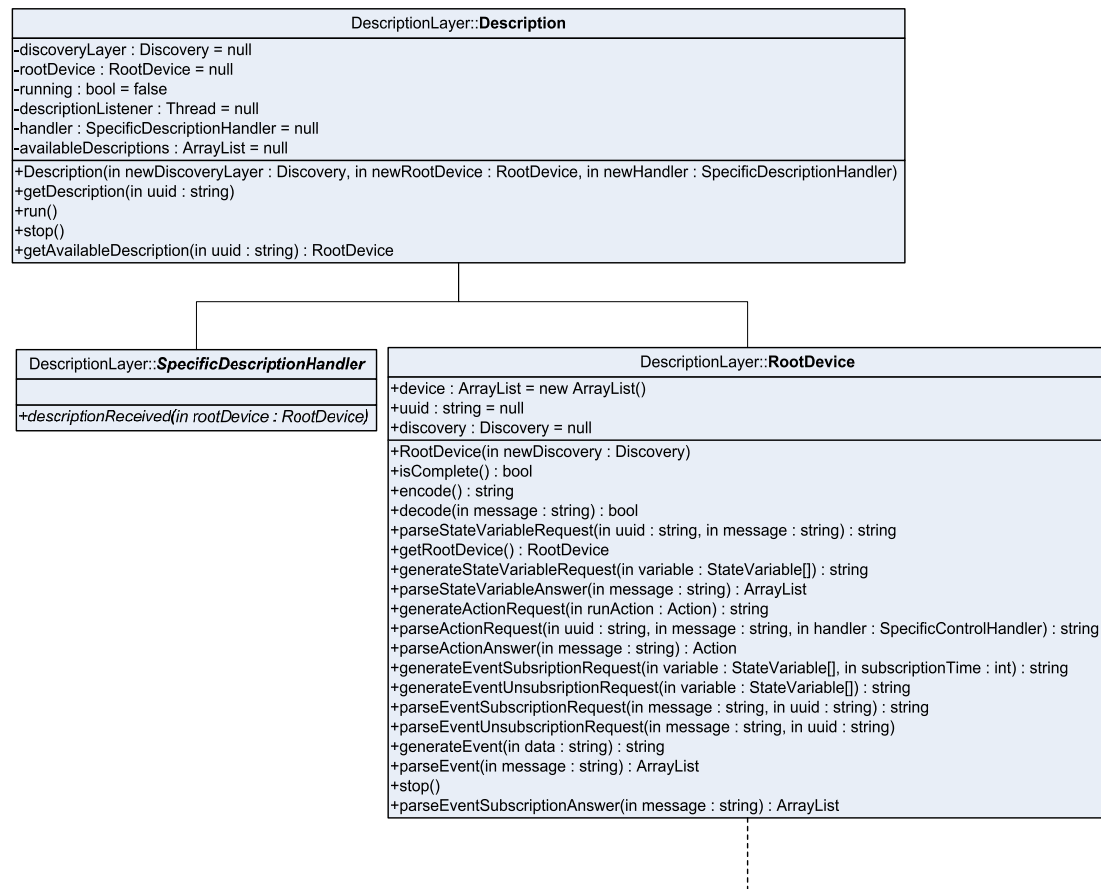 DescriptionLayer::Description
-discoveryLayer : Discovery = null
-rootDevice : RootDevice = null
-running : bool = false
-descriptionListener : Thread = null
-handler : SpecificDescriptionHandler = null
-availableDescriptions : ArrayList = null
+Description(in newDiscoveryLayer : Discovery, in newRootDevice : RootDevice, in newHandler : SpecificDescriptionHandler)
+getDescription(in uuid : string)
+run()
+stop()
+getAvailableDescription(in uuid : string) : RootDevice
DescriptionLayer::SpecificDescriptionHandler
+descriptionReceived(in rootDevice : RootDevice)
DescriptionLayer::RootDevice
+device : ArrayList = new ArrayList()
+uuid : string = null
+discovery : Discovery = null
+RootDevice(in newDiscovery : Discovery)
+isComplete() : bool
+encode() : string
+decode(in message : string) : bool
+parseStateVariableRequest(in uuid : string, in message : string) : string
+getRootDevice() : RootDevice
+generateStateVariableRequest(in variable : StateVariable[]) : string
+parseStateVariableAnswer(in message : string) : ArrayList
+generateActionRequest(in runAction : Action) : string
+parseActionRequest(in uuid : string, in message : string, in handler : SpecificControlHandler) : string
+parseActionAnswer(in message : string) : Action
+generateEventSubsriptionRequest(in variable : StateVariable[], in subscriptionTime : int) : string
+generateEventUnsubsriptionRequest(in variable : StateVariable[]) : string
+parseEventSubscriptionRequest(in message : string, in uuid : string) : string
+parseEventUnsubscriptionRequest(in message : string, in uuid : string)
+generateEvent(in data : string) : string
+parseEvent(in message : string) : ArrayList
+stop()
+parseEventSubscriptionAnswer(in message : string) : ArrayList